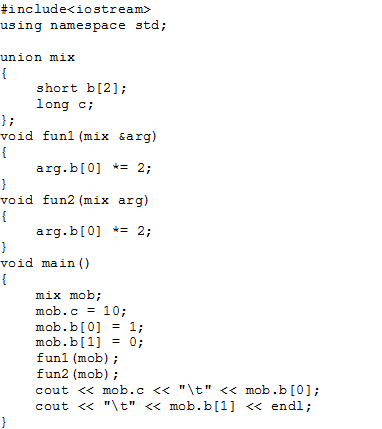 #include<iostream>
using namespace std;
union mix
{
short b[2];
long c;
};
void fun1(mix &arg)
{
arg.b[0] *= 2;
}
void fun2(mix arg)
{
arg.b[0] *= 2;
}
void main()
{
mix mob;
mob.c = 10;
mob.b[0] = 1;
mob.b[1] = 0;
fun1(mob);
fun2(mob);
cout << mob.c << "\t" << mob.b[0];
cout << "\t" << mob.b[1] << endl;
}